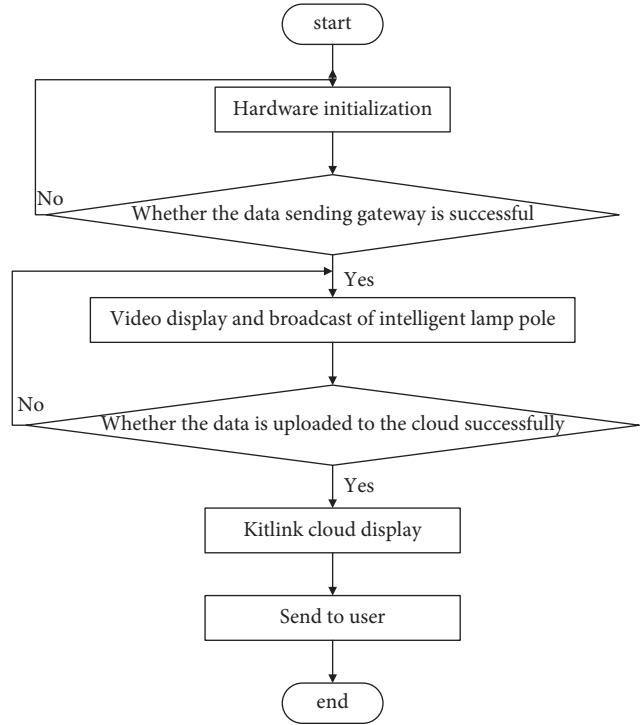 start
Hardware initialization
No
Whether the data sending gateway is successful
Yes
Video display and broadcast of intelligent lamp pole
No
Whether the data is uploaded to the cloud successfully
Yes
Kitlink cloud display
Send to user
end